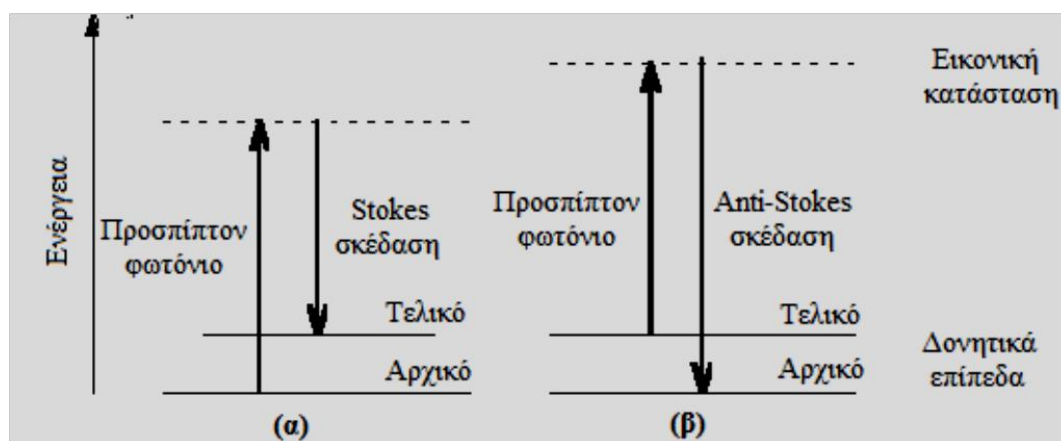 Ενέργεια
Προσπίπτον
φωτόνιο
Stokes
σκέδαση
Τελικό
Αρχικό
(α)
Προσπίπτον
φωτόνιο
Anti-Stokes
σκέδαση
Τελικό
Αρχικό
(β)
Εικονική
κατάσταση
Δονητικά
επίπεδα